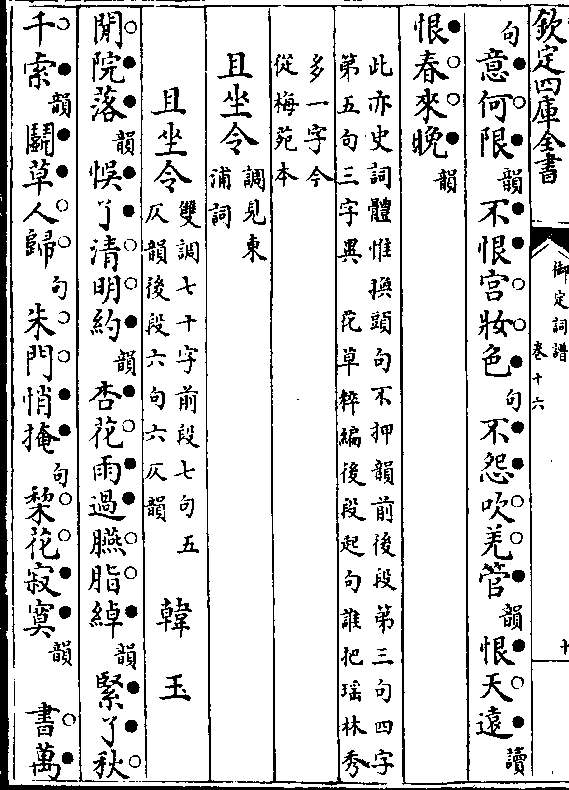 欽定四庫全書
御定詞譜
卷十六
句意何限韻不恨宮妝色句不怨吹羌管韻恨天遠讀
恨春來晚韻
此亦史詞體惟換頭句不押韻前後段第三句四字
第五句三字異 花草粹編後段起句誰把瑶林秀
多一字今
從梅苑本
且坐令調見東
浦詞
且坐令雙調七十字前段七句五
仄韻後段六句六仄韻 韓玉
閒院落韻悞了清明約韻杏花雨過臙脂綽韻緊了秋
千索韻鬬草人歸句朱門悄掩句梨花寂寞韻 書萬